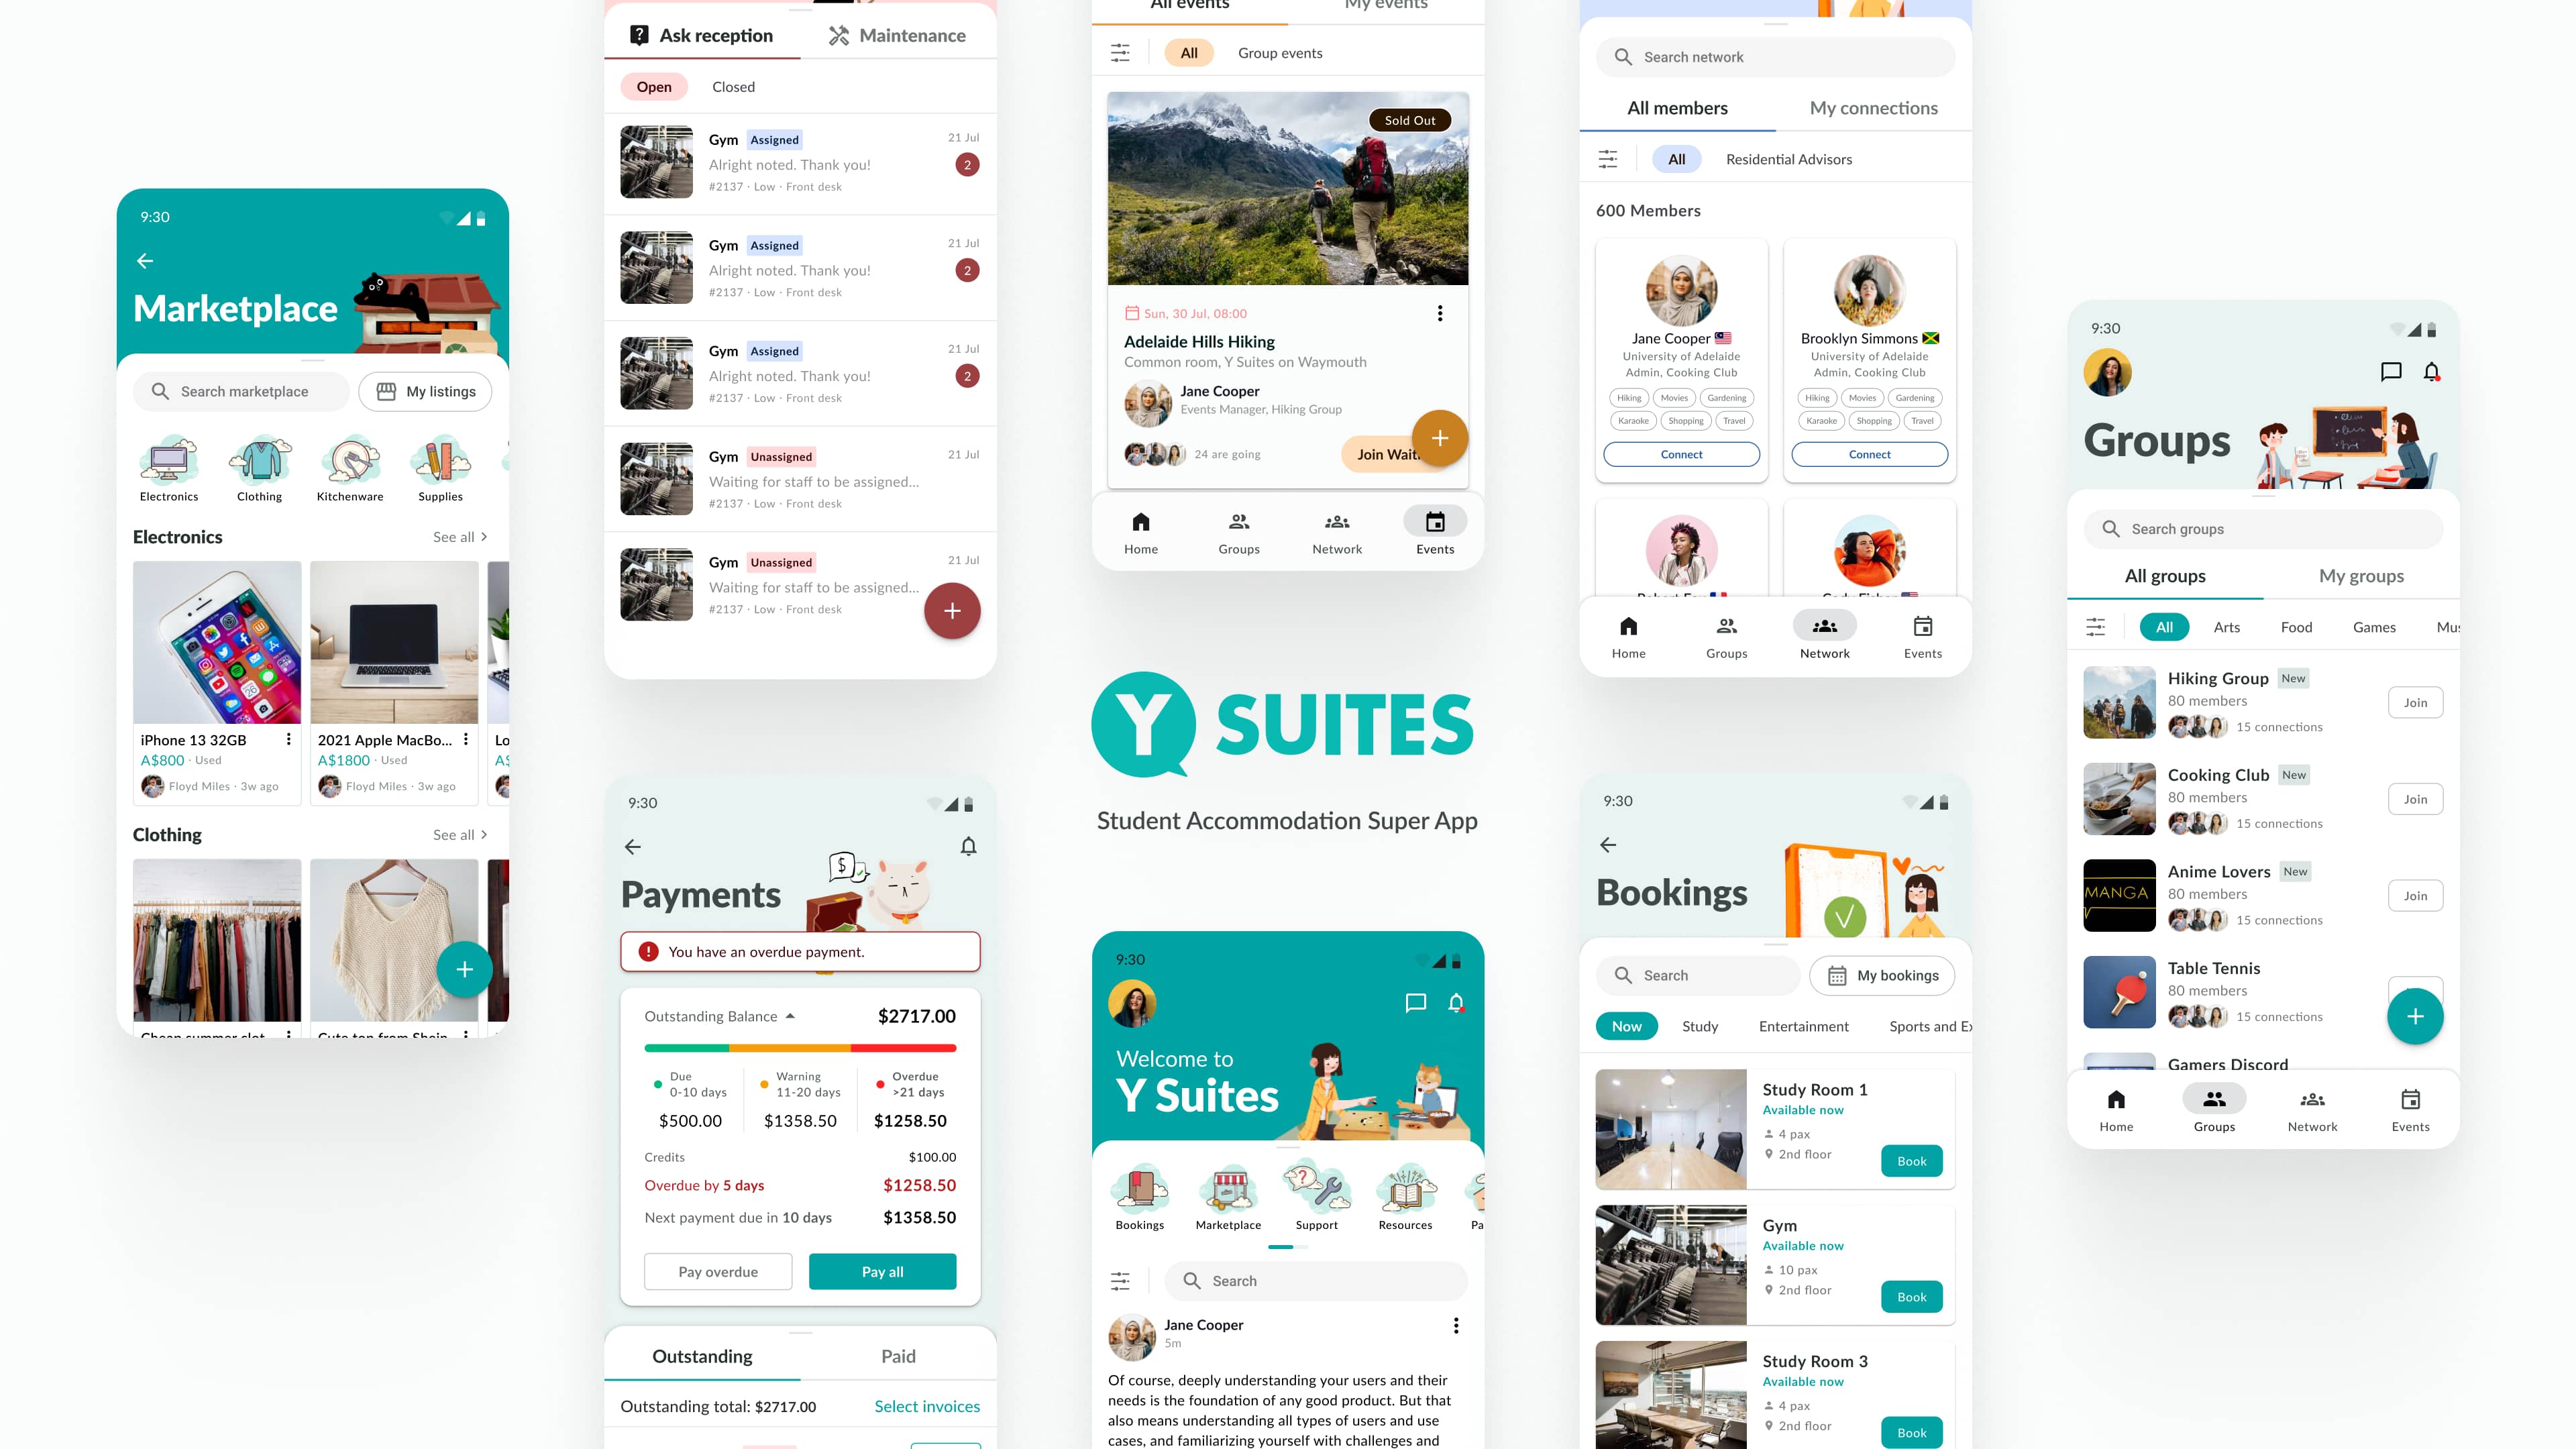 9:30
Marketplace
Search marketplace
My listings
Electronics
Clothing
Kitchenware
Supplies
Electronics
See all
iPhone 13 32GB
A$800 · Used
Floyd Miles · 3w ago
2021 Apple MacBo...
A$1800 · Used
Floyd Miles · 3w ago
Lo
A$
Clothing
See all
Cheap summer clot
Cute top from Shein
Ask reception
Maintenance
Open
Closed
Gym Assigned
21 Jul
Alright noted. Thank you!
2
#2137 · Low · Front desk
Gym Assigned
21 Jul
Alright noted. Thank you!
2
#2137 · Low · Front desk
Gym Assigned
21 Jul
Alright noted. Thank you!
2
#2137 · Low · Front desk
Gym Unassigned
21 Jul
Waiting for staff to be assigned...
#2137 · Low · Front desk
Gym Unassigned
21 Jul
Waiting for staff to be assigned...
#2137 · Low · Front desk
9:30
Payments
$
You have an overdue payment.
Outstanding Balance
$2717.00
Due
0-10 days
$500.00
Warning
11-20 days
$1358.50
Overdue
>21 days
$1258.50
Credits
$100.00
Overdue by 5 days
$1258.50
Next payment due in 10 days
$1358.50
Pay overdue
Pay all
Outstanding
Paid
Outstanding total: $2717.00
Select invoices
All events
My events
All
Group events
Sold Out
Sun, 30 Jul, 08:00
Adelaide Hills Hiking
Common room, Y Suites on Waymouth
Jane Cooper
Events Manager, Hiking Group
24 are going
Join Wait
Home
Groups
Network
Events
Y SUITES
Student Accommodation Super App
9:30
Welcome to
Y Suites
Bookings
Marketplace
Support
Resources
Pa
Search
Jane Cooper
5m
Of course, deeply understanding your users and their
needs is the foundation of any good product. But that
also means understanding all types of users and use
cases, and familiarizing yourself with challenges and
Search network
All members
My connections
All
Residential Advisors
600 Members
Jane Cooper
University of Adelaide
Admin, Cooking Club
Hiking
Movies
Gardening
Karaoke
Shopping
Travel
Connect
Brooklyn Simmons
University of Adelaide
Admin, Cooking Club
Hiking
Movies
Gardening
Karaoke
Shopping
Travel
Connect
Home
Groups
Network
Events
9:30
Bookings
Search
My bookings
Now
Study
Entertainment
Sports and Ex
Study Room 1
Available now
4 pax
2nd floor
Book
Gym
Available now
10 pax
2nd floor
Book
Study Room 3
Available now
4 pax
2nd floor
Book
9:30
Groups
Search groups
All groups
My groups
All
Arts
Food
Games
Mus
Hiking Group New
80 members
15 connections
Join
Cooking Club New
80 members
15 connections
Join
MANGA
Anime Lovers New
80 members
15 connections
Join
Table Tennis
80 members
15 connections
Gamers Discord
Home
Groups
Network
Events